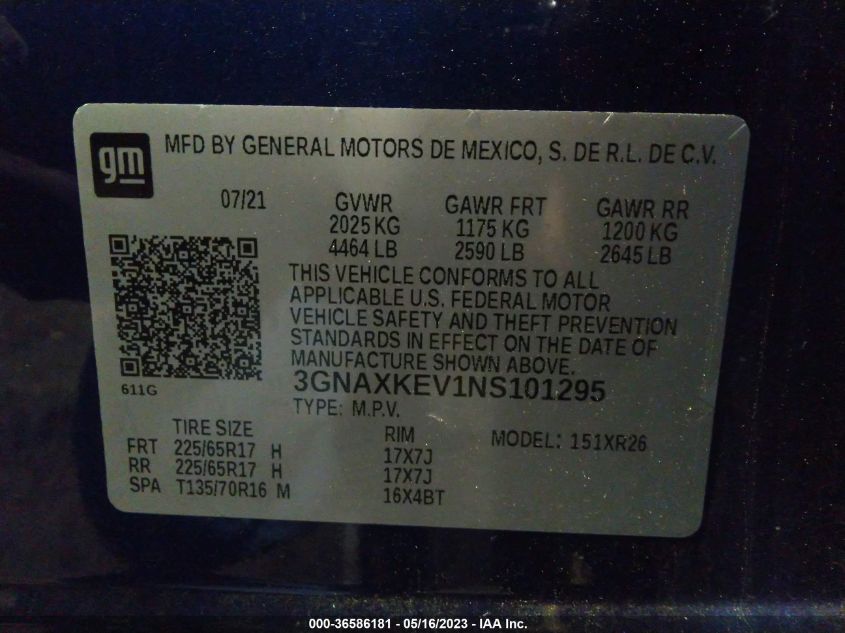 gm MFD BY GENERAL MOTORS DE MEXICO, S. DE R.L. DE C.V.
07/21 GVWR GAWR FRT GAWR RR
2025 KG 1175 KG 1200 KG
4464 LB 2590 LB 2645 LB
THIS VEHICLE CONFORMS TO ALL
APPLICABLE U.S. FEDERAL MOTOR
VEHICLE SAFETY AND THEFT PREVENTION
STANDARDS IN EFFECT ON THE DATE OF
MANUFACTURE SHOWN ABOVE.
611G 3GNAXKEV1NS101295
TYPE: M.P.V.
TIRE SIZE RIM MODEL: 151XR26
FRT 225/65R17 H 17X7J
RR 225/65R17 H 17X7J
SPA T135/70R16 M 16X4BT
000-36586181 - 05/16/2023 - IAA Inc.